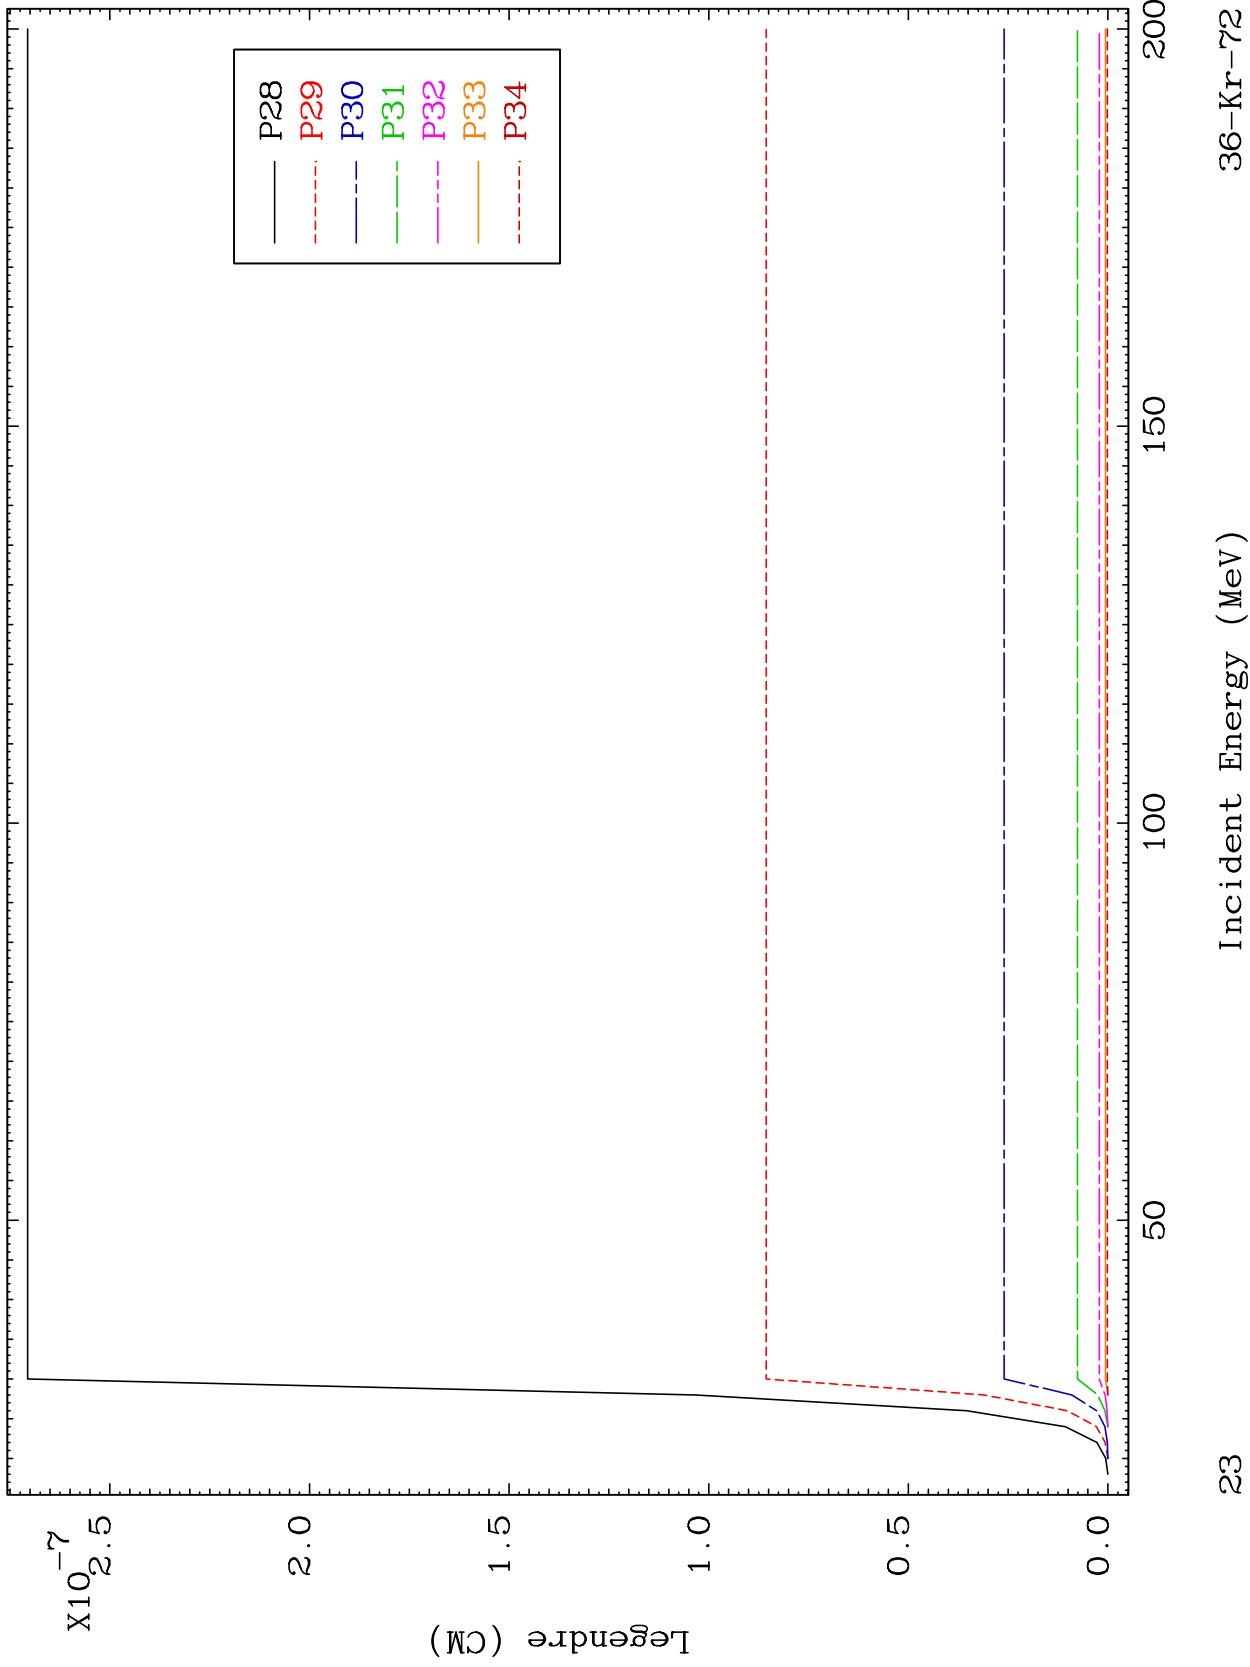 X10-7
2.5
2.0
1.5
1.0
0.5
0.0
Legendre (CM)
P28
P29
P30
P31
P32
P33
P34
50
100
150
200
23
Incident Energy (MeV)
36-Kr-72